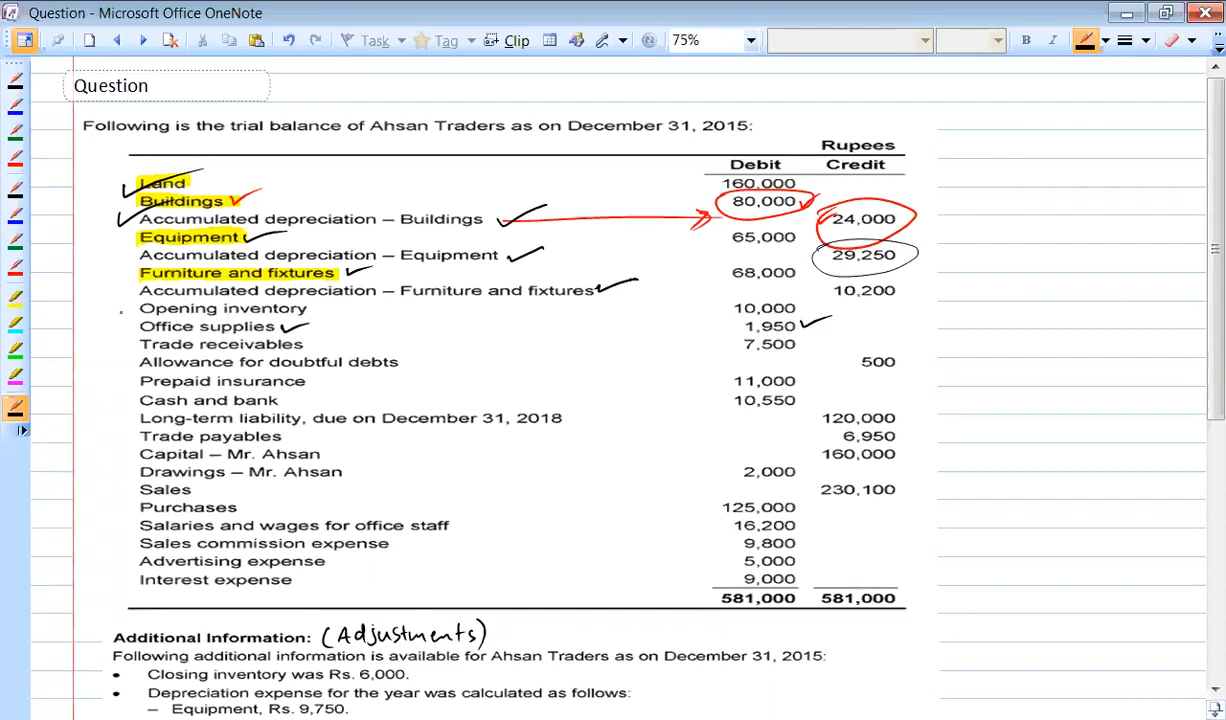 Question - Microsoft Office OneNote
Task Tag Clip 75% B I
Question
Following is the trial balance of Ahsan Traders as on December 31, 2015:
Rupees
Debit Credit
Land 160,000
Buildings 80,000
Accumulated depreciation – Buildings 24,000
Equipment 65,000
Accumulated depreciation – Equipment 29,250
Furniture and fixtures 68,000
Accumulated depreciation – Furniture and fixtures 10,200
Opening inventory 10,000
Office supplies 1,950
Trade receivables 7,500
Allowance for doubtful debts 500
Prepaid insurance 11,000
Cash and bank 10,550
Long-term liability, due on December 31, 2018 120,000
Trade payables 6,950
Capital – Mr. Ahsan 160,000
Drawings – Mr. Ahsan 2,000
Sales 230,100
Purchases 125,000
Salaries and wages for office staff 16,200
Sales commission expense 9,800
Advertising expense 5,000
Interest expense 9,000
581,000 581,000
Additional Information: (Adjustments)
Following additional information is available for Ahsan Traders as on December 31, 2015:
• Closing inventory was Rs. 6,000.
• Depreciation expense for the year was calculated as follows:
– Equipment, Rs. 9,750.